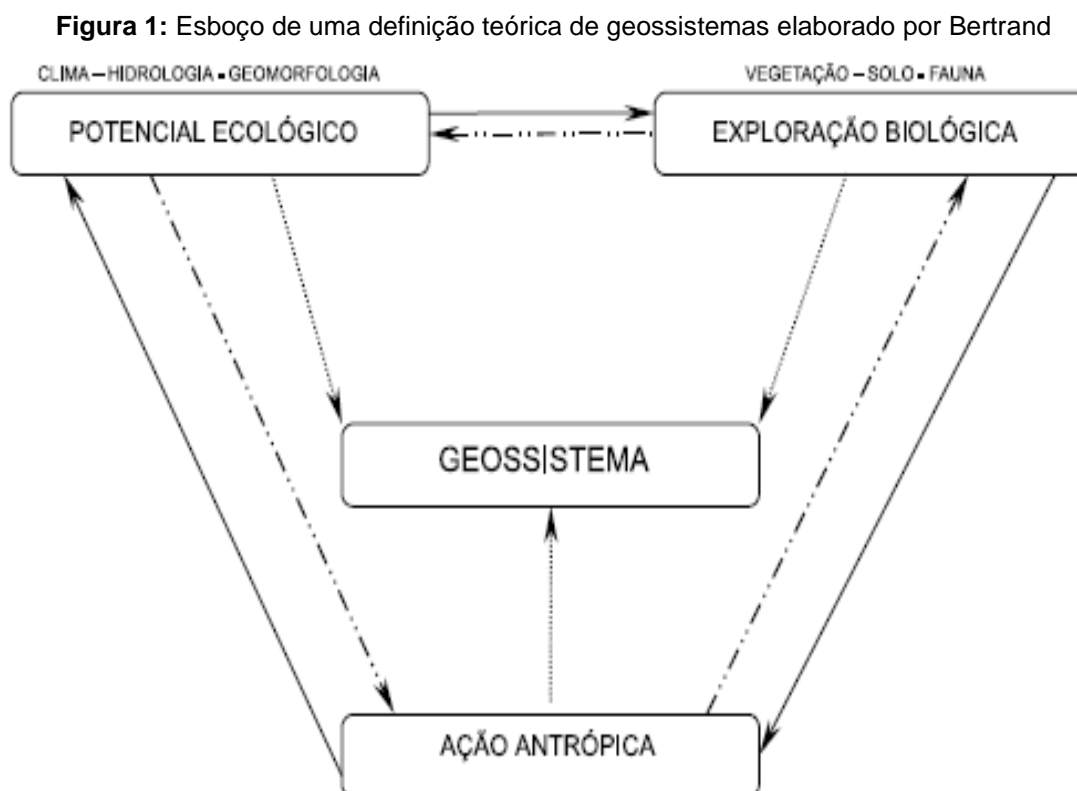 Figura 1: Esboço de uma definição teórica de geossistemas elaborado por Bertrand
CLIMA – HIDROLOGIA - GEOMORFOLOGIA
VEGETAÇÃO – SOLO - FAUNA
POTENCIAL ECOLÓGICO
EXPLORAÇÃO BIOLÓGICA
GEOSSISTEMA
AÇÃO ANTRÓPICA